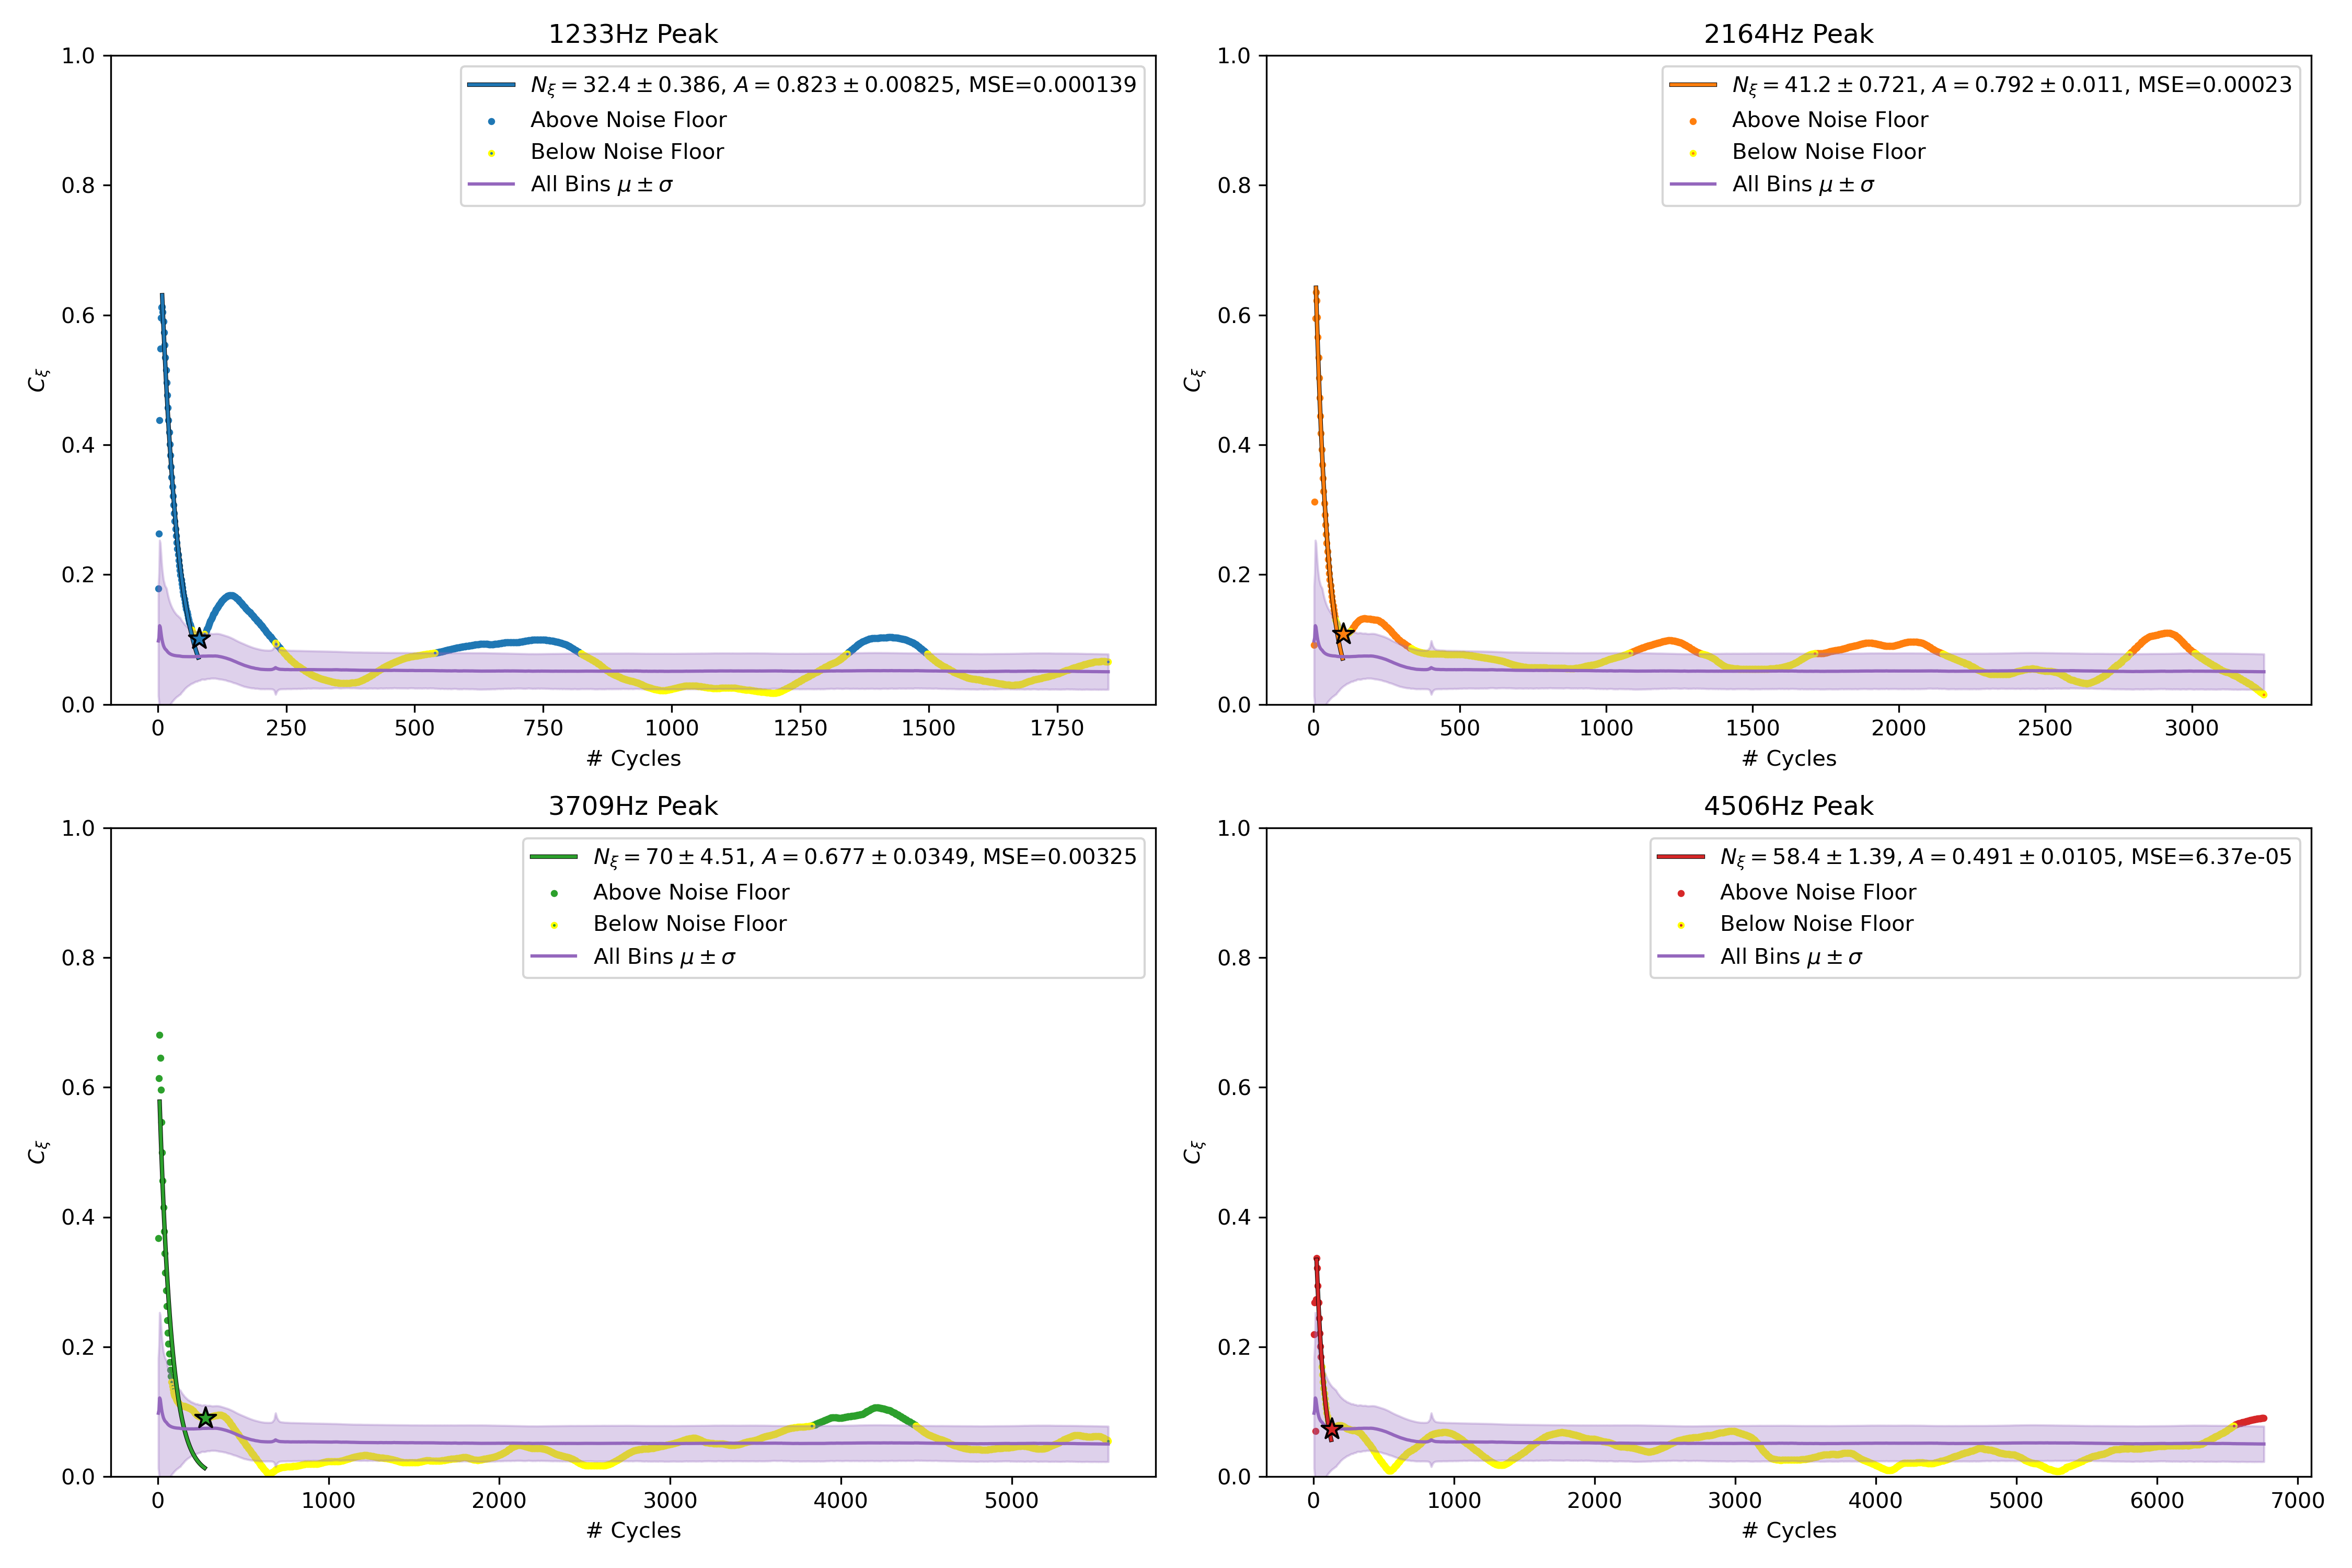 1233Hz Peak
1.0
0.8
0.6
0.4
0.2
0.0
C_ξ
N_ξ = 32.4 ± 0.386, A = 0.823 ± 0.00825, MSE=0.000139
Above Noise Floor
Below Noise Floor
All Bins μ ± σ
0 250 500 750 1000 1250 1500 1750
# Cycles
2164Hz Peak
1.0
0.8
0.6
0.4
0.2
0.0
C_ξ
N_ξ = 41.2 ± 0.721, A = 0.792 ± 0.011, MSE=0.00023
Above Noise Floor
Below Noise Floor
All Bins μ ± σ
0 500 1000 1500 2000 2500 3000
# Cycles
3709Hz Peak
1.0
0.8
0.6
0.4
0.2
0.0
C_ξ
N_ξ = 70 ± 4.51, A = 0.677 ± 0.0349, MSE=0.00325
Above Noise Floor
Below Noise Floor
All Bins μ ± σ
0 1000 2000 3000 4000 5000
# Cycles
4506Hz Peak
1.0
0.8
0.6
0.4
0.2
0.0
C_ξ
N_ξ = 58.4 ± 1.39, A = 0.491 ± 0.0105, MSE=6.37e-05
Above Noise Floor
Below Noise Floor
All Bins μ ± σ
0 1000 2000 3000 4000 5000 6000 7000
# Cycles